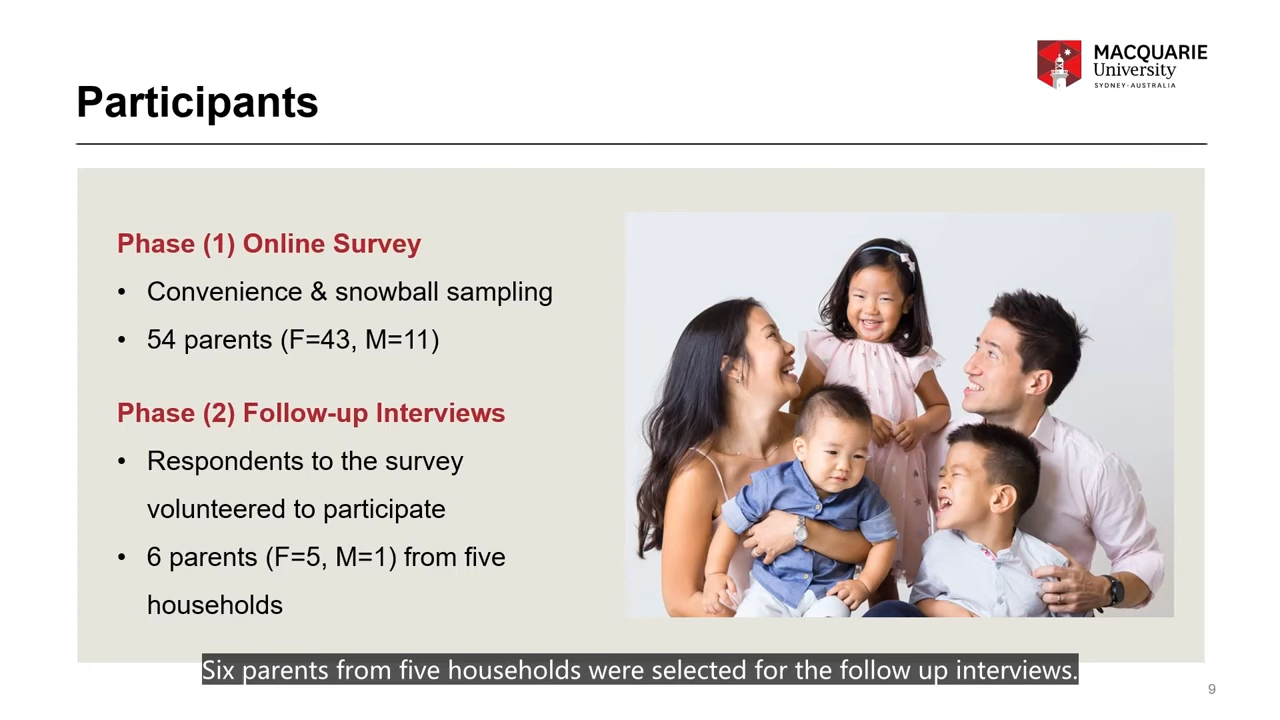 MACQUARIE
University
SYDNEY·AUSTRALIA
Participants
Phase (1) Online Survey
• Convenience & snowball sampling
• 54 parents (F=43, M=11)
Phase (2) Follow-up Interviews
• Respondents to the survey
volunteered to participate
• 6 parents (F=5, M=1) from five
households
Six parents from five households were selected for the follow up interviews.
9